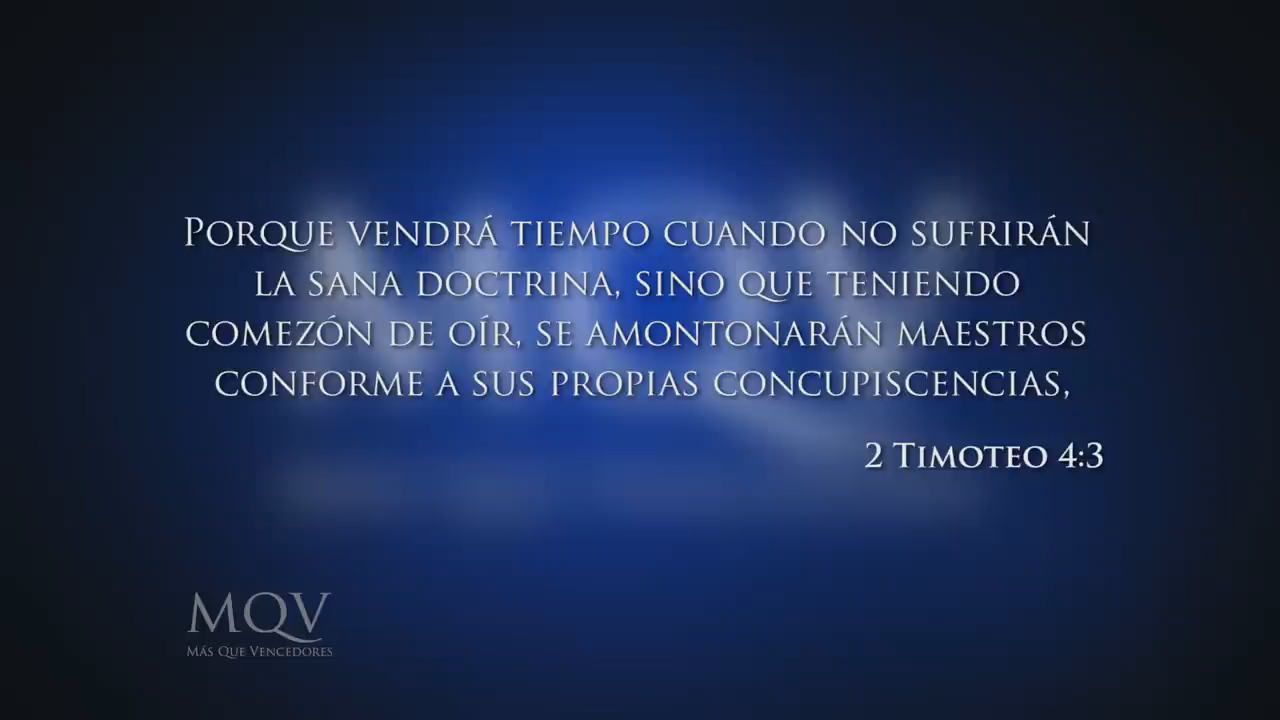 Porque vendrá tiempo cuando no sufrirán
la sana doctrina, sino que teniendo
comezón de oír, se amontonarán maestros
conforme a sus propias concupiscencias,
2 Timoteo 4:3
MQV
Más Que Vencedores